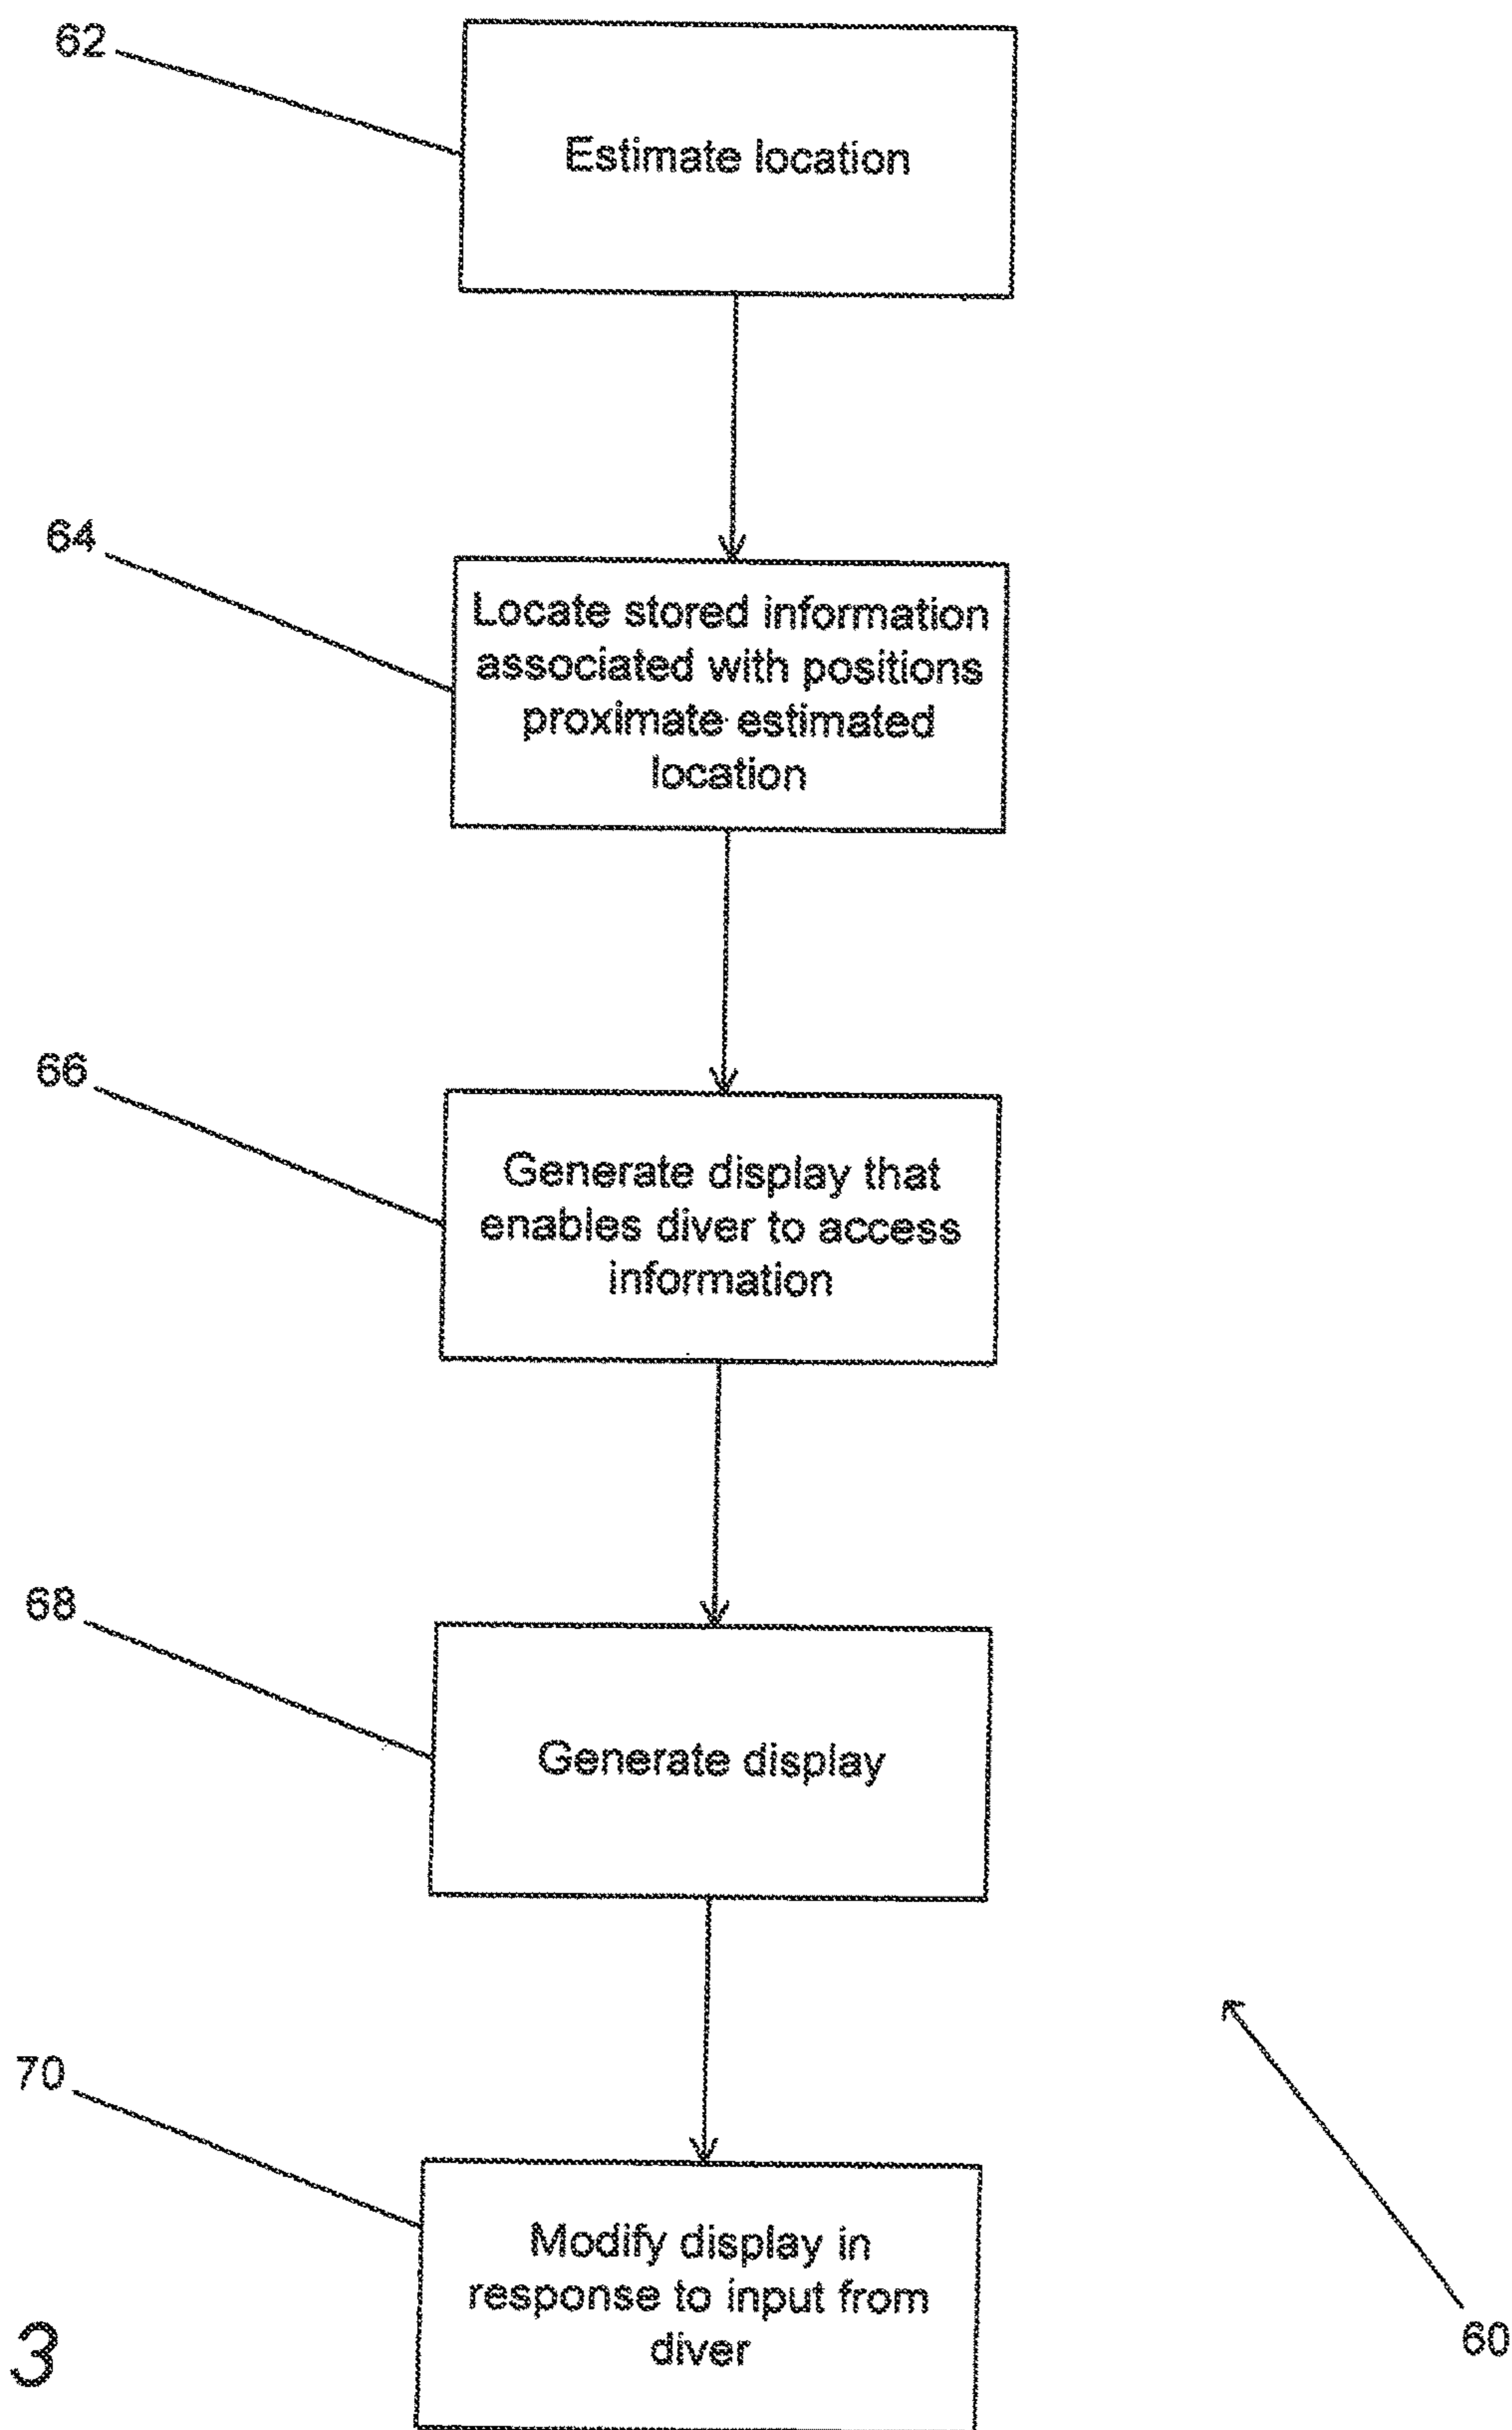 62
Estimate location
64
Locate stored information
associated with positions
proximate estimated
location
66
Generate display that
enables diver to access
information
68
Generate display
70
Modify display in
response to input from
diver
60
3